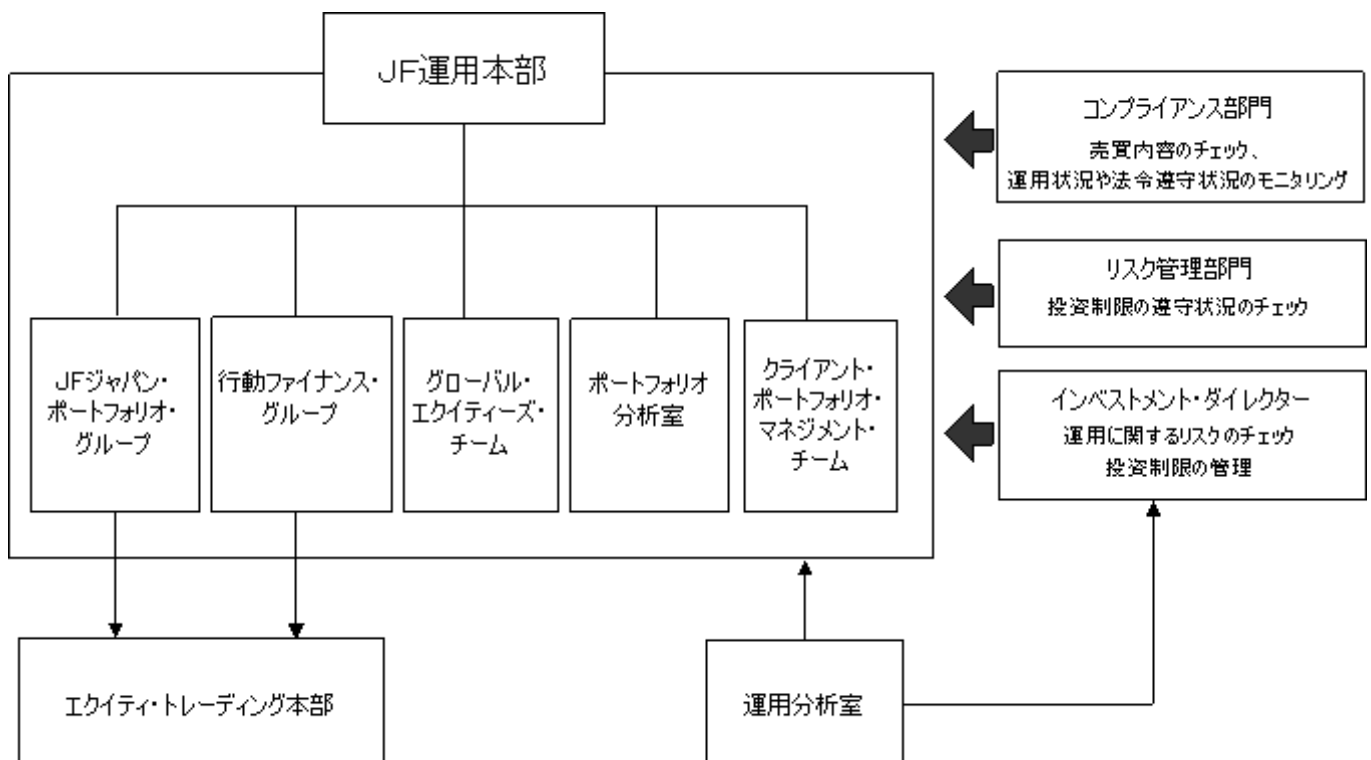 JF運用本部
コンプライアンス部門
売買内容のチェック、
運用状況や法令遵守状況のモニタリング
リスク管理部門
投資制限の遵守状況のチェック
インベストメント・ダイレクター
運用に関するリスクのチェック
投資制限の管理
JFジャパン・
ポートフォリオ・
グループ
行動ファイナンス・
グループ
グローバル・
エクイティーズ・
チーム
ポートフォリオ
分析室
クライアント・
ポートフォリオ・
マネジメント・
チーム
エクイティ・トレーディング本部
運用分析室